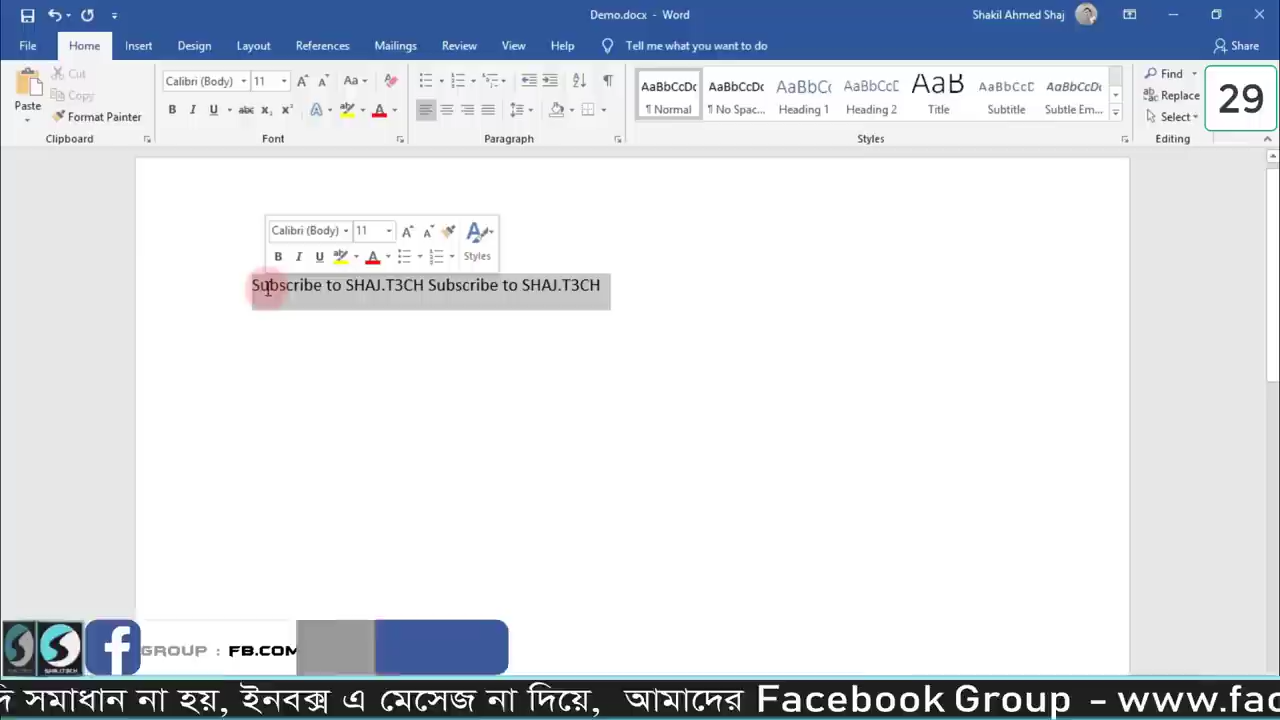 Demo.docx - Word
Shakil Ahmed Shaj
File Home Insert Design Layout References Mailings Review View Help Tell me what you want to do Share
Paste
Cut
Copy
Format Painter
Clipboard
Calibri (Body) 11
Font
Paragraph
AaBbCcDc AaBbCcDc AaBbCc AaBbCcC AaB AaBbCcC AaBbCcDc
¶ Normal ¶ No Spac... Heading 1 Heading 2 Title Subtitle Subtle Em...
Styles
Find
Replace
Select
Editing
29
Calibri (Body) 11
B I U Styles
Subscribe to SHAJ.T3CH Subscribe to SHAJ.T3CH
GROUP : FB.COM
সমাধান না হয়, ইনবক্স এ মেসেজ না দিয়ে, আমাদের Facebook Group - www.fac